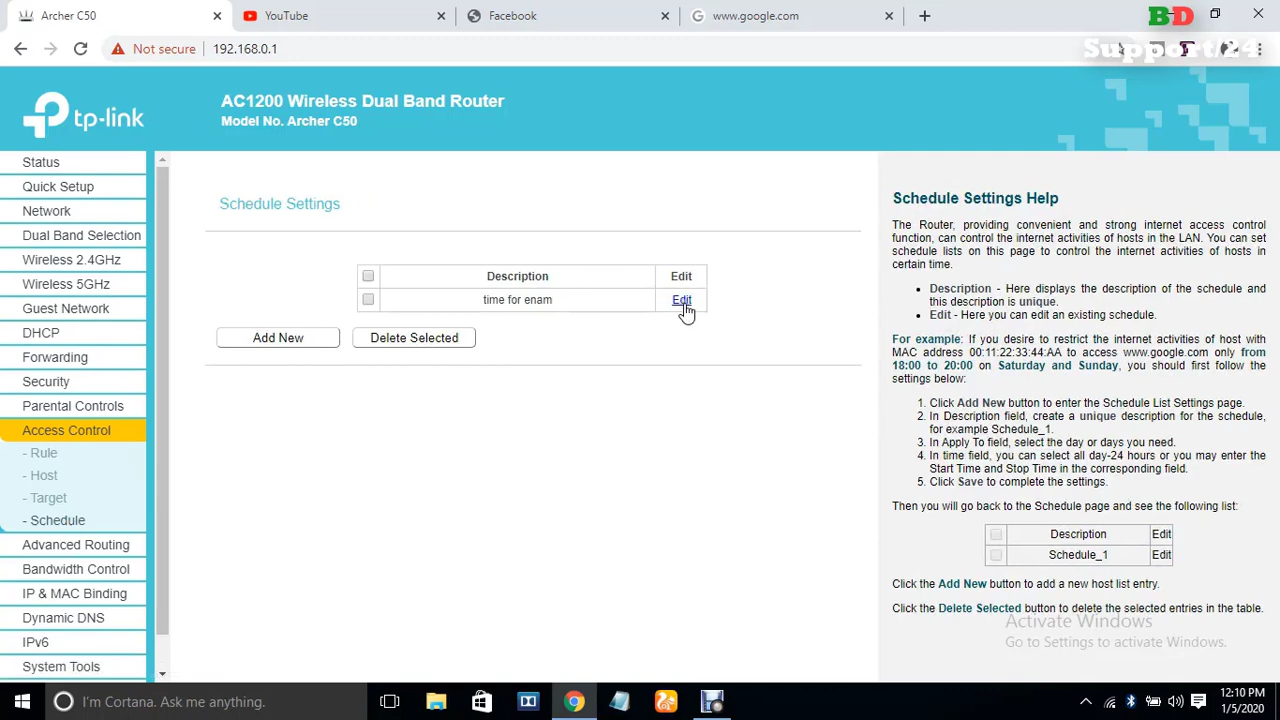 Archer C50
YouTube
Facebook
www.google.com
BD
Support/24
Not secure
192.168.0.1
tp-link
AC1200 Wireless Dual Band Router
Model No. Archer C50
Status
Quick Setup
Network
Dual Band Selection
Wireless 2.4GHz
Wireless 5GHz
Guest Network
DHCP
Forwarding
Security
Parental Controls
Access Control
- Rule
- Host
- Target
- Schedule
Advanced Routing
Bandwidth Control
IP & MAC Binding
Dynamic DNS
IPv6
System Tools
Schedule Settings
Description Edit
time for enam Edit
Add New
Delete Selected
Schedule Settings Help
The Router, providing convenient and strong internet access control
function, can control the internet activities of hosts in the LAN. You can set
schedule lists on this page to control the internet activities of hosts in
certain time.
Description - Here displays the description of the schedule and
this description is unique.
Edit - Here you can edit an existing schedule.
For example: If you desire to restrict the internet activities of host with
MAC address 00:11:22:33:44:AA to access www.google.com only from
18:00 to 20:00 on Saturday and Sunday, you should first follow the
settings below:
1. Click Add New button to enter the Schedule List Settings page.
2. In Description field, create a unique description for the schedule,
for example Schedule_1.
3. In Apply To field, select the day or days you need.
4. In time field, you can select all day-24 hours or you may enter the
Start Time and Stop Time in the corresponding field.
5. Click Save to complete the settings.
Then you will go back to the Schedule page and see the following list:
Description Edit
Schedule_1 Edit
Click the Add New button to add a new host list entry.
Click the Delete Selected button to delete the selected entries in the table.
Activate Windows
Go to Settings to activate Windows.
I'm Cortana. Ask me anything.
12:10 PM
1/5/2020